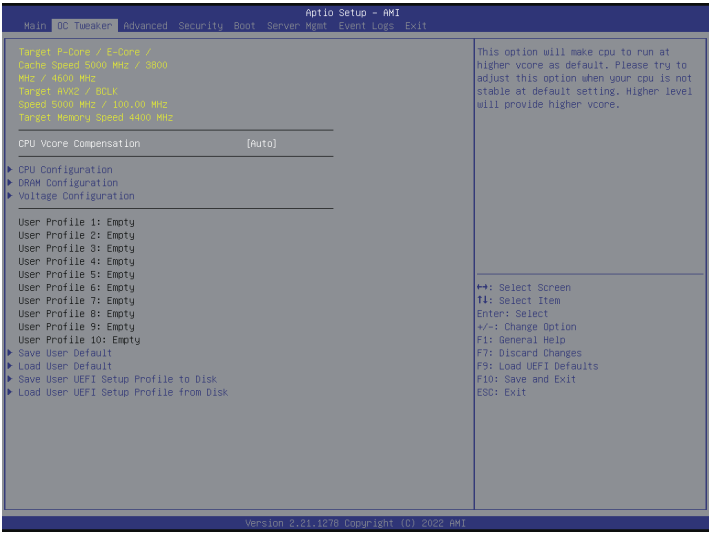 Aptio Setup – AMI
Main OC Tweaker Advanced Security Boot Server Mgmt Event Logs Exit
Target P-Core / E-Core /
Cache Speed 5000 MHz / 3800
MHz / 4600 MHz
Target AVX2 / BCLK
Speed 5000 MHz / 100.00 MHz
Target Memory Speed 4400 MHz
CPU Vcore Compensation [Auto]
CPU Configuration
DRAM Configuration
Voltage Configuration
User Profile 1: Empty
User Profile 2: Empty
User Profile 3: Empty
User Profile 4: Empty
User Profile 5: Empty
User Profile 6: Empty
User Profile 7: Empty
User Profile 8: Empty
User Profile 9: Empty
User Profile 10: Empty
Save User Default
Load User Default
Save User UEFI Setup Profile to Disk
Load User UEFI Setup Profile from Disk
This option will make cpu to run at
higher vcore as default. Please try to
adjust this option when your cpu is not
stable at default setting. Higher level
will provide higher vcore.
↔: Select Screen
↑↓: Select Item
Enter: Select
+/-: Change Option
F1: General Help
F7: Discard Changes
F9: Load UEFI Defaults
F10: Save and Exit
ESC: Exit
Version 2.21.1278 Copyright (C) 2022 AMI